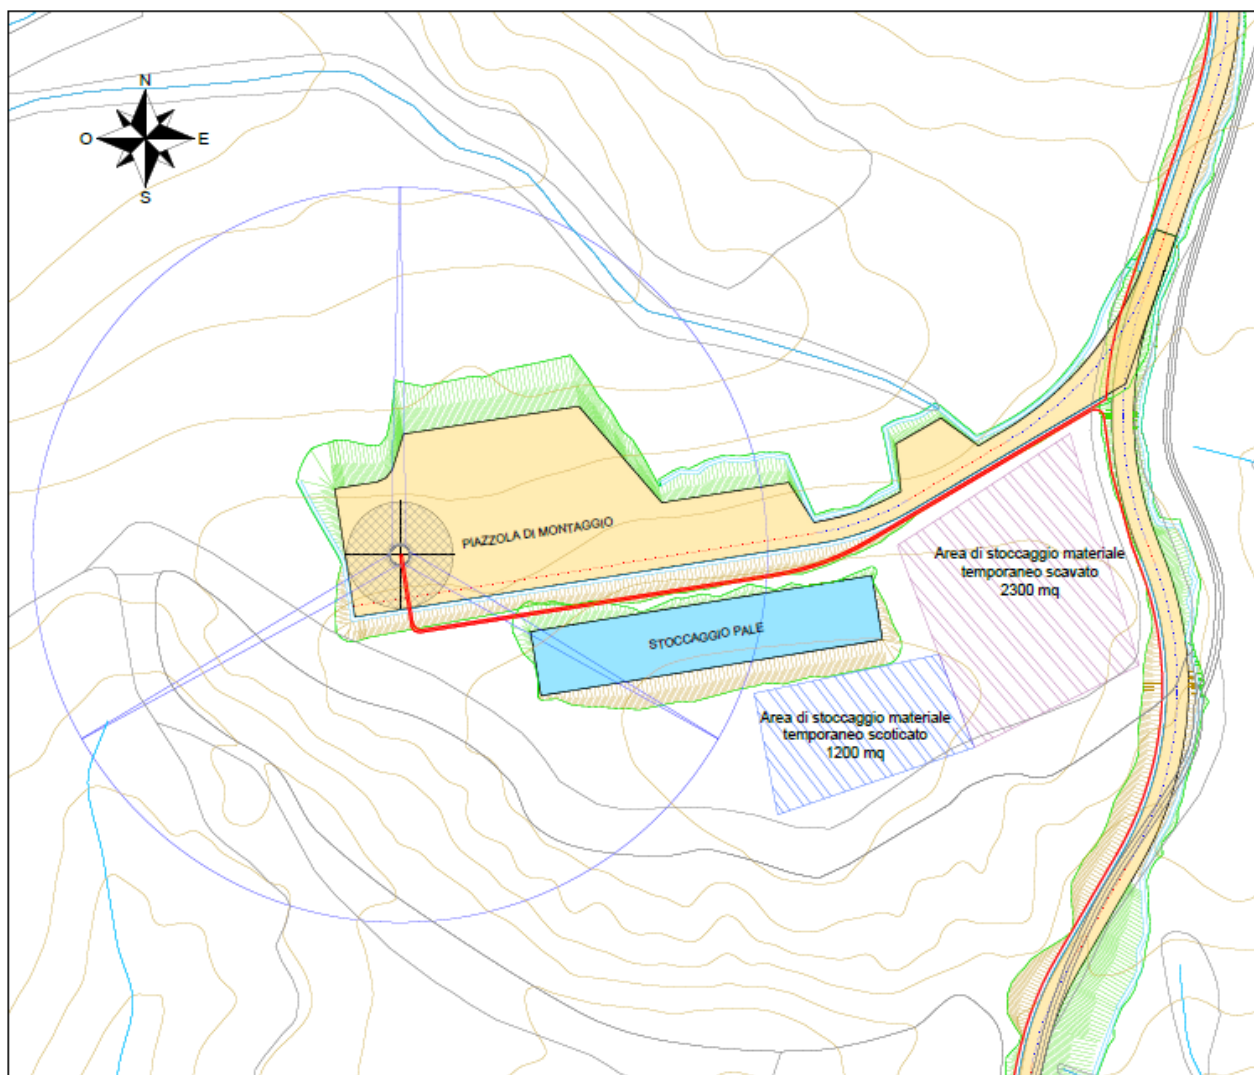 N
O
E
S
PIAZZOLA DI MONTAGGIO
Area di stoccaggio materiale
temporaneo scavato
2300 mq
STOCCAGGIO PALE
Area di stoccaggio materiale
temporaneo scoticato
1200 mq